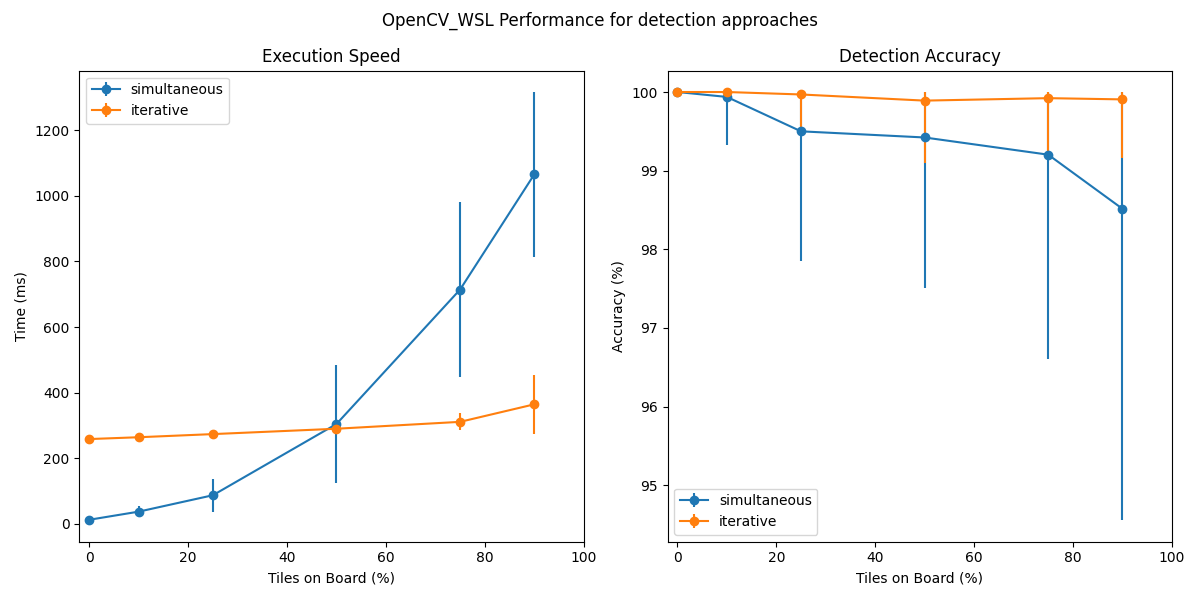 OpenCV_WSL Performance for detection approaches
Execution Speed
simultaneous
iterative
1200
1000
800
600
400
200
0
Time (ms)
0 20 40 60 80 100
Tiles on Board (%)
Detection Accuracy
100
99
98
97
96
95
Accuracy (%)
simultaneous
iterative
0 20 40 60 80 100
Tiles on Board (%)